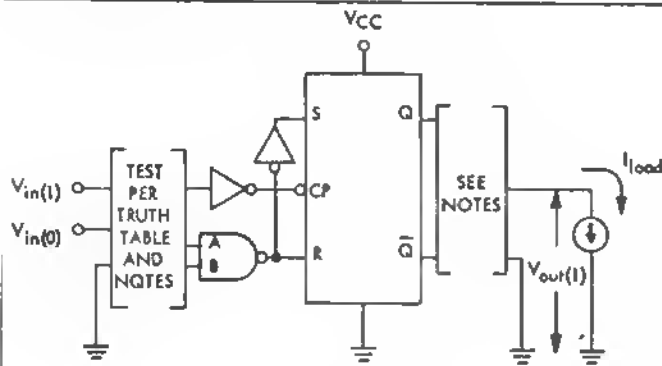 VCC
S
Q
Vin(1)
Vin(0)
TEST
PER
TRUTH
TABLE
AND
NOTES
A
B
CP
R
Q̅
SEE
NOTES
Iload
Vout(1)